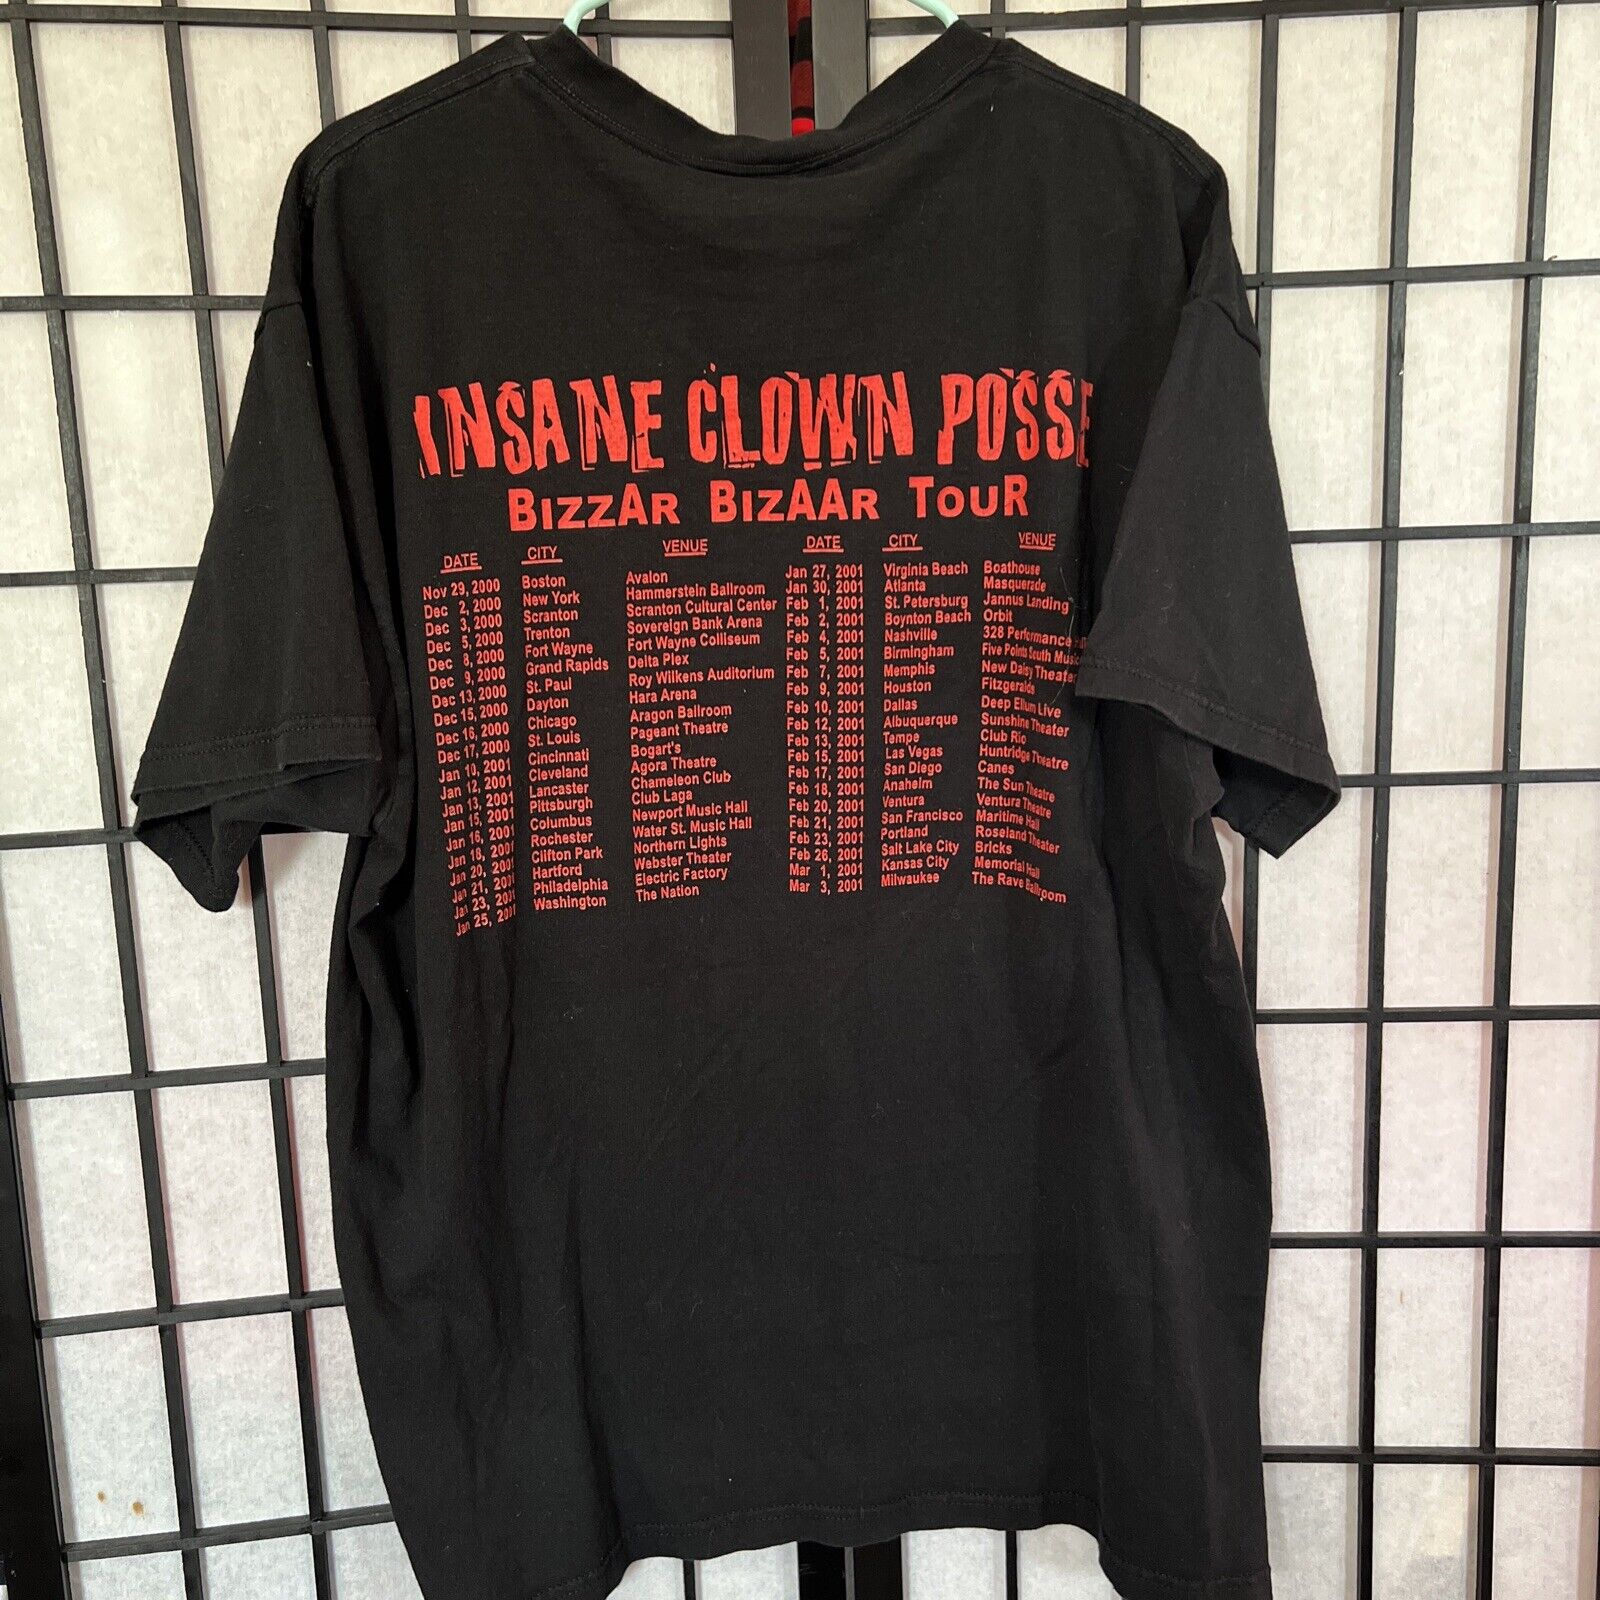 INSANE CLOWN POSSE
BIZZAR BIZAAR TOUR
DATE CITY VENUE DATE CITY VENUE
Nov 29, 2000 Boston Avalon Jan 27, 2001 Virginia Beach Boathouse
Dec 2, 2000 New York Hammerstein Ballroom Jan 30, 2001 Atlanta Masquerade
Dec 3, 2000 Scranton Scranton Cultural Center Feb 1, 2001 St. Petersburg Jannus Landing
Dec 5, 2000 Trenton Sovereign Bank Arena Feb 2, 2001 Boynton Beach Orbit
Dec 8, 2000 Fort Wayne Fort Wayne Colliseum Feb 4, 2001 Nashville 328 Performance
Dec 9, 2000 Grand Rapids Delta Plex Feb 5, 2001 Birmingham Five Points South Music
Dec 13, 2000 St. Paul Roy Wilkens Auditorium Feb 7, 2001 Memphis New Daisy Theater
Dec 15, 2000 Dayton Hara Arena Feb 9, 2001 Houston Fitzgeralds
Dec 16, 2000 Chicago Aragon Ballroom Feb 10, 2001 Dallas Deep Ellum Live
Dec 17, 2000 St. Louis Pageant Theatre Feb 12, 2001 Albuquerque Sunshine Theater
Jan 10, 2001 Cincinnati Bogart's Feb 13, 2001 Tempe Club Rio
Jan 12, 2001 Cleveland Agora Theatre Feb 15, 2001 Las Vegas Huntridge Theatre
Jan 13, 2001 Lancaster Chameleon Club Feb 17, 2001 San Diego Canes
Jan 15, 2001 Pittsburgh Club Laga Feb 18, 2001 Anaheim The Sun Theatre
Jan 16, 2001 Columbus Newport Music Hall Feb 20, 2001 Ventura Ventura Theatre
Jan 18, 2001 Rochester Water St. Music Hall Feb 21, 2001 San Francisco Maritime Hall
Jan 20, 2001 Clifton Park Northern Lights Feb 23, 2001 Portland Roseland Theater
Jan 21, 2001 Hartford Webster Theater Feb 26, 2001 Salt Lake City Bricks
Jan 23, 2001 Philadelphia Electric Factory Mar 1, 2001 Kansas City Memorial Hall
Jan 25, 2001 Washington The Nation Mar 3, 2001 Milwaukee The Rave Ballroom